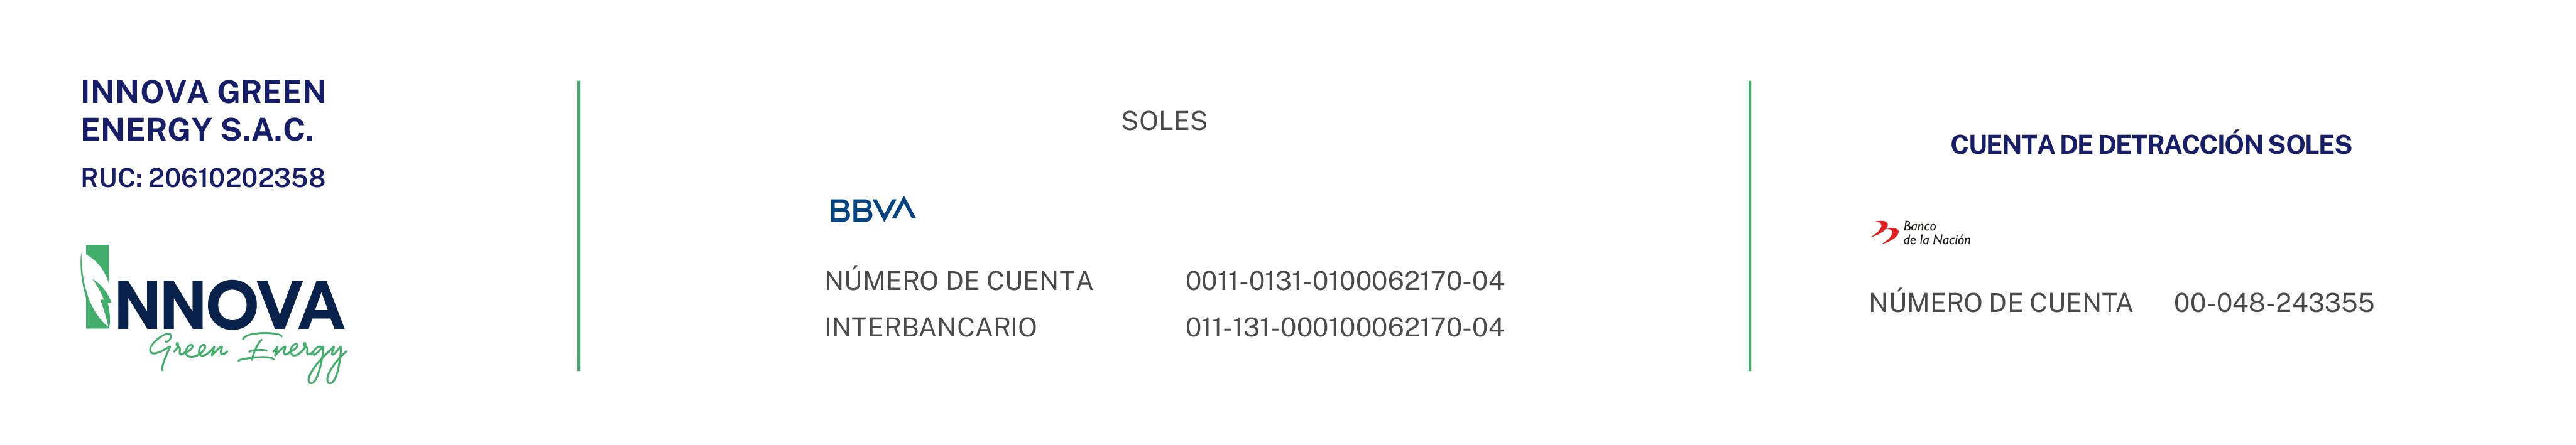 INNOVA GREEN
ENERGY S.A.C.
RUC: 20610202358
INNOVA
Green Energy
SOLES
BBVA
NÚMERO DE CUENTA 0011-0131-0100062170-04
INTERBANCARIO 011-131-000100062170-04
CUENTA DE DETRACCIÓN SOLES
Banco
de la Nación
NÚMERO DE CUENTA 00-048-243355